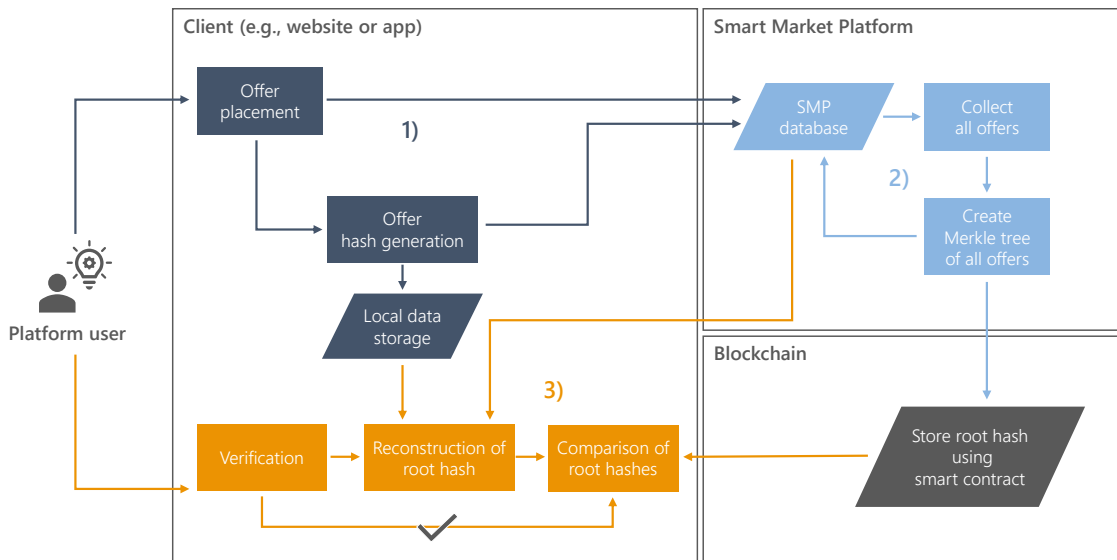 Client (e.g., website or app)
Smart Market Platform
Offer
placement
1)
SMP
database
Collect
all offers
2)
Offer
hash generation
Create
Merkle tree
of all offers
Platform user
Local data
storage
Blockchain
3)
Verification
Reconstruction of
root hash
Comparison of
root hashes
Store root hash
using
smart contract